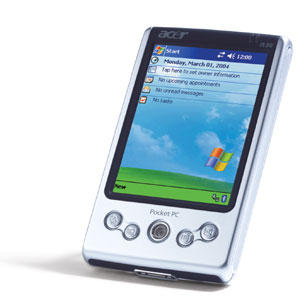 acer
n30
Start
12:00
Monday, March 01, 2004
Tap here to set owner information
No upcoming appointments
No unread messages
No tasks
New
Pocket PC